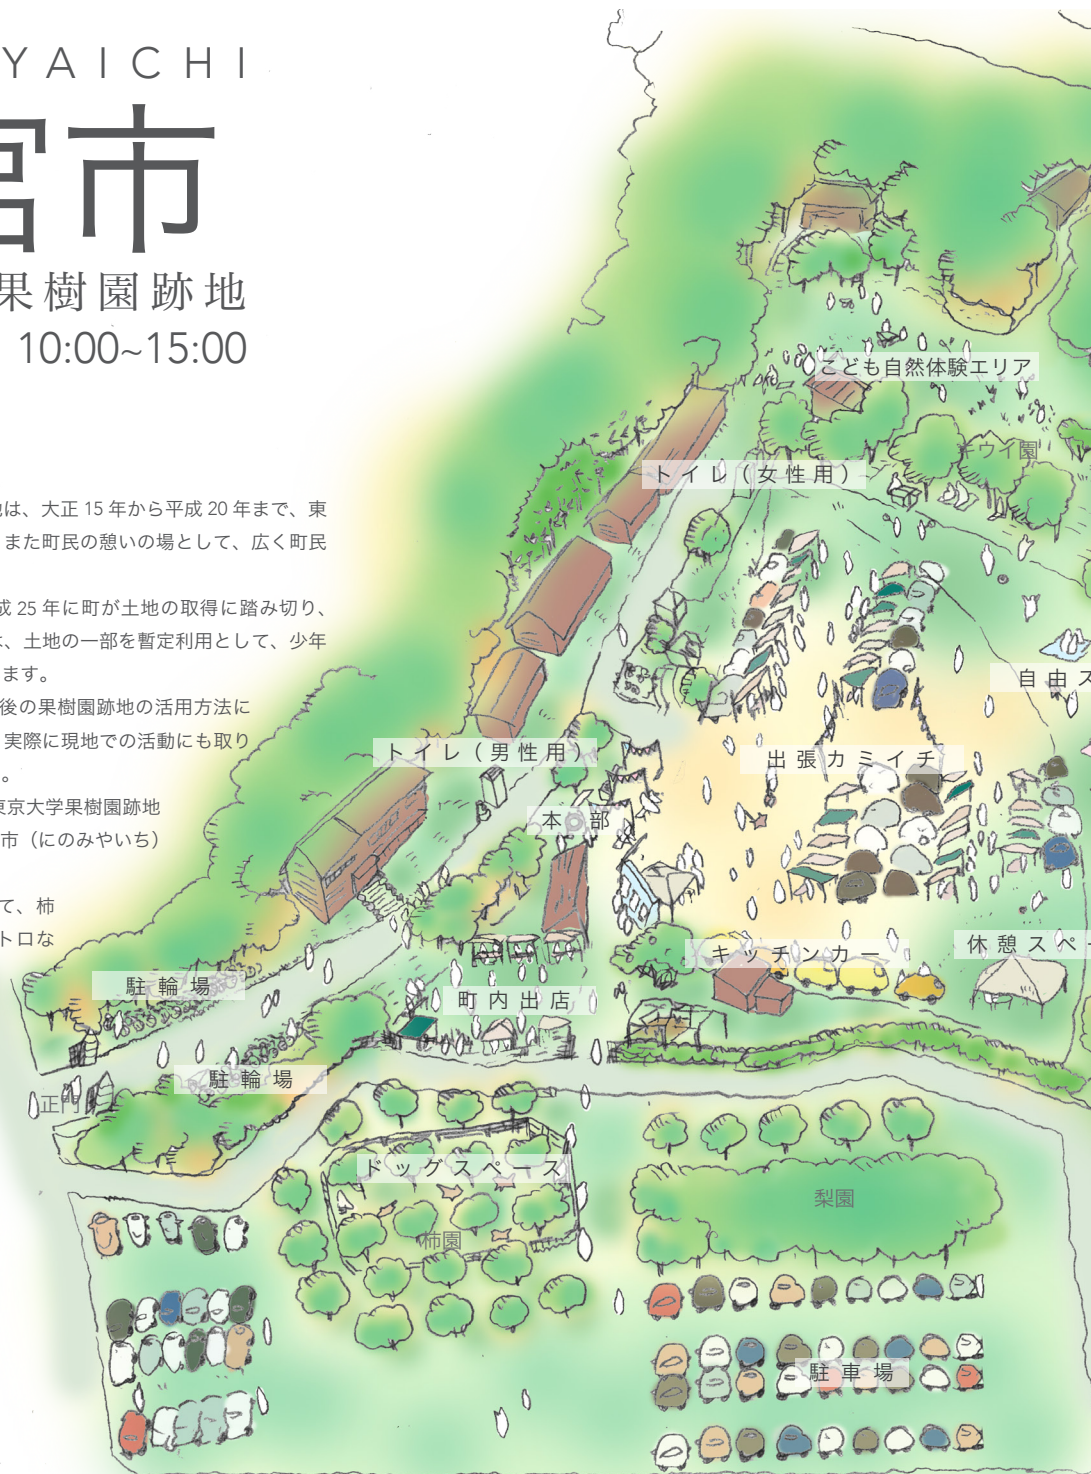 YAICHI
宮市
果樹園跡地
10:00~15:00
地は、大正 15 年から平成 20 年まで、東
また町民の憩いの場として、広く町民
成 25 年に町が土地の取得に踏み切り、
は、土地の一部を暫定利用として、少年
ます。
後の果樹園跡地の活用方法に
実際に現地での活動にも取り
。
東京大学果樹園跡地
市（にのみやいち）
て、柿
トロな
こども自然体験エリア
キウイ園
トイレ（女性用）
自由ス
トイレ（男性用）
出張カミイチ
本部
キッチンカー
休憩スペ
駐輪場
町内出店
駐輪場
正門
ドッグスペース
梨園
柿園
駐車場